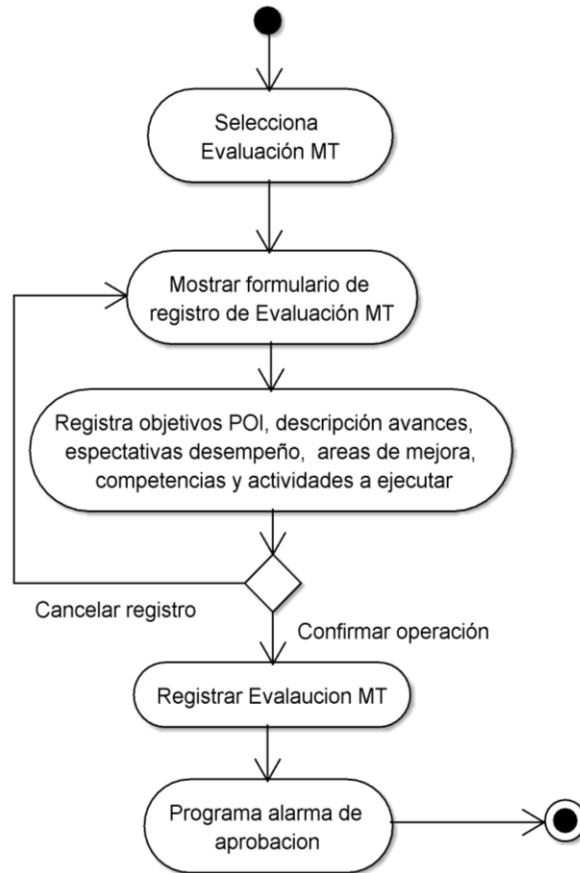 Selecciona
Evaluación MT
Mostrar formulario de
registro de Evaluación MT
Registra objetivos POI, descripción avances,
espectativas desempeño, areas de mejora,
competencias y actividades a ejecutar
Cancelar registro
Confirmar operación
Registrar Evalaucion MT
Programa alarma de
aprobacion